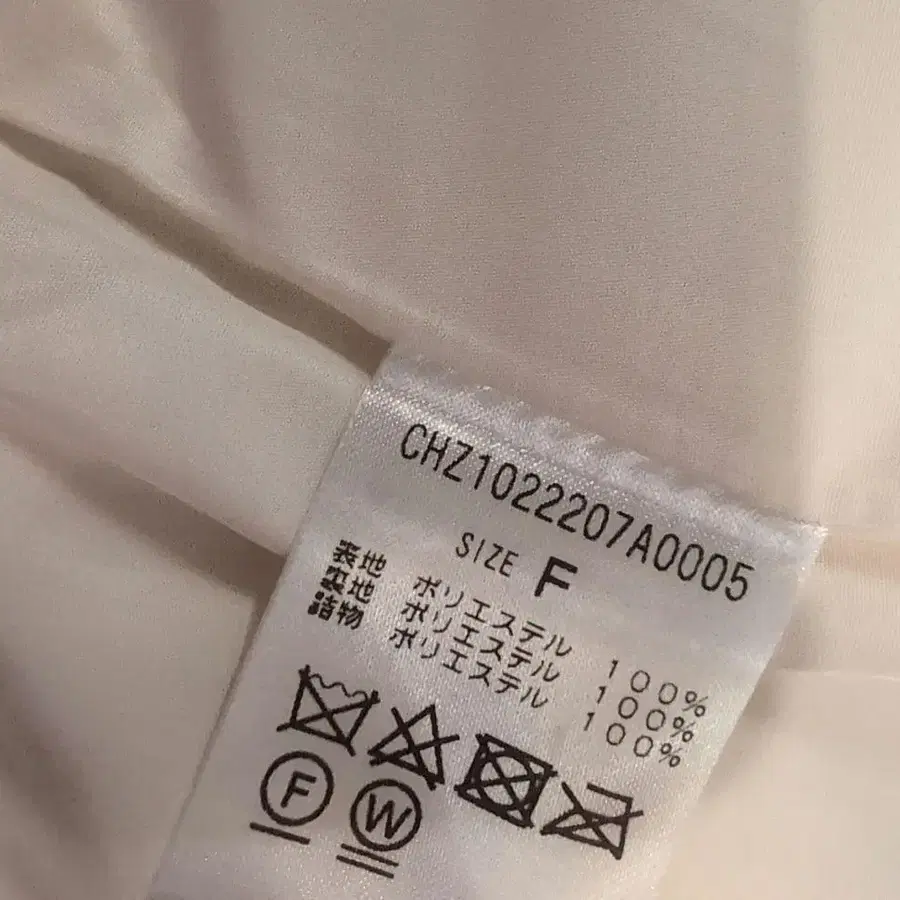 CHZ1022207A0005
SIZE F
表地 ポリエステル 100%
裏地 ポリエステル 100%
詰物 ポリエステル 100%
F W